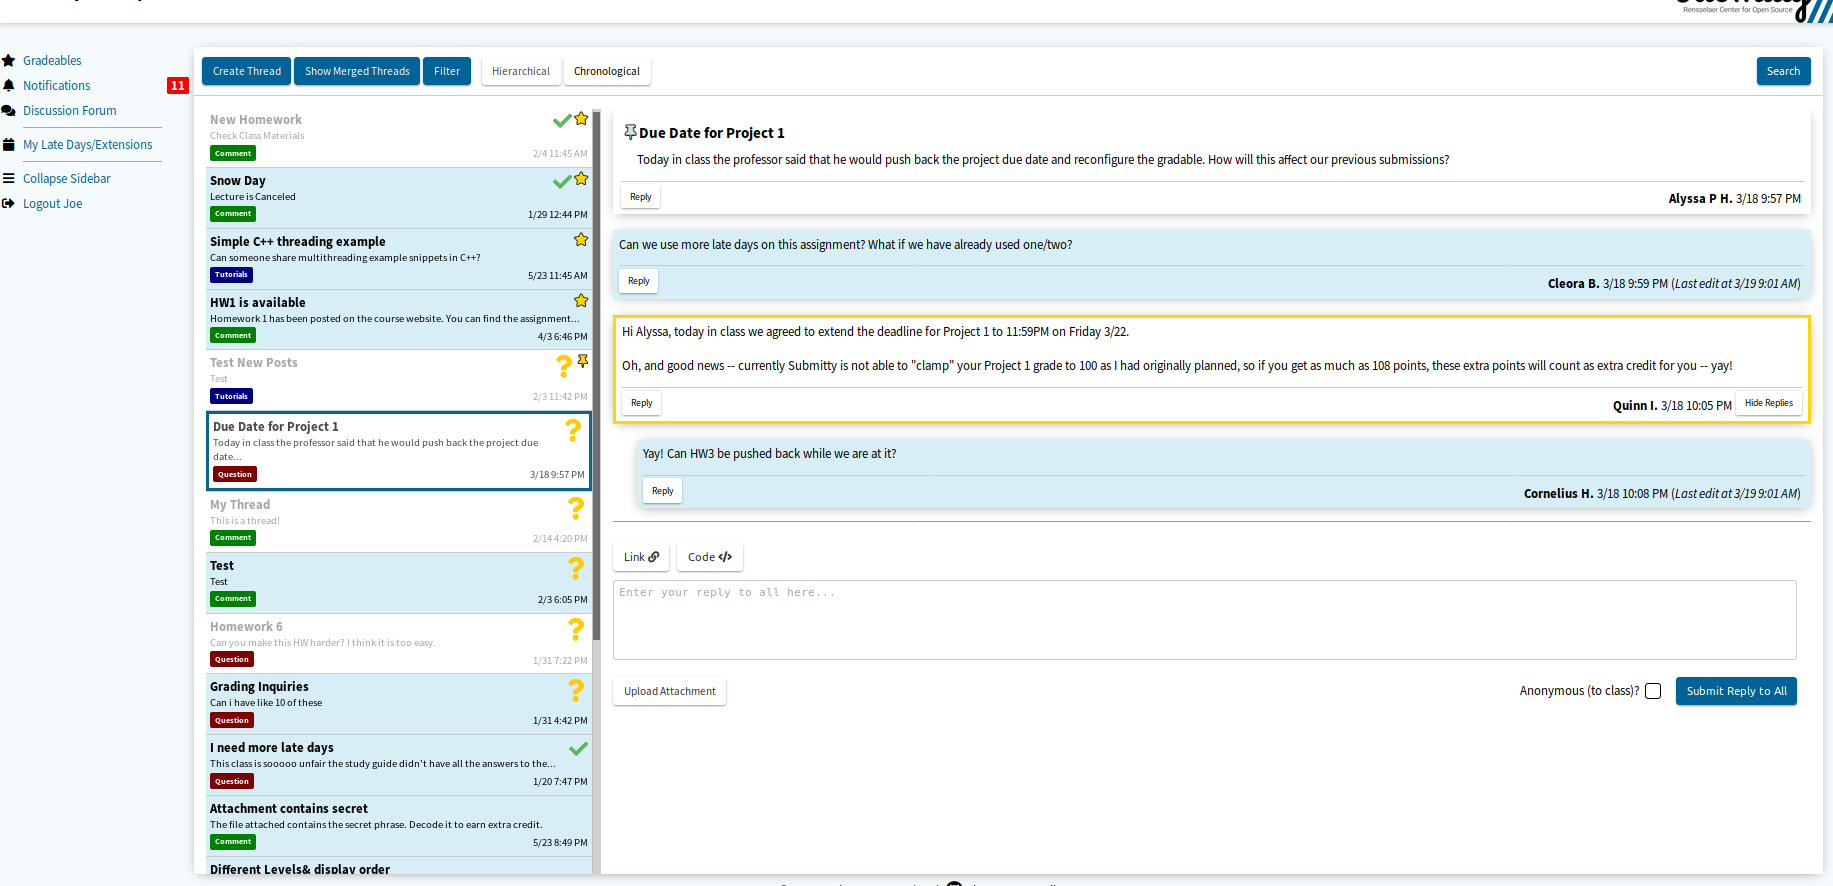 Rensselaer Center for Open Source
Gradeables
Notifications
11
Discussion Forum
My Late Days/Extensions
Collapse Sidebar
Logout Joe
Create Thread
Show Merged Threads
Filter
Hierarchical
Chronological
Search
New Homework
Check Class Materials
Comment
2/4 11:45 AM
Snow Day
Lecture is Canceled
Comment
1/29 12:44 PM
Simple C++ threading example
Can someone share multithreading example snippets in C++?
Tutorials
5/23 11:45 AM
HW1 is available
Homework 1 has been posted on the course website. You can find the assignment...
Comment
4/3 6:46 PM
Test New Posts
Test
Tutorials
2/3 11:42 PM
Due Date for Project 1
Today in class the professor said that he would push back the project due
date...
Question
3/18 9:57 PM
My Thread
This is a thread!
Comment
2/14 4:20 PM
Test
Test
Comment
2/3 6:05 PM
Homework 6
Can you make this HW harder? I think it is too easy.
Question
1/31 7:22 PM
Grading Inquiries
Can i have like 10 of these
Question
1/31 4:42 PM
I need more late days
This class is sooooo unfair the study guide didn't have all the answers to the...
Question
1/20 7:47 PM
Attachment contains secret
The file attached contains the secret phrase. Decode it to earn extra credit.
Comment
5/23 8:49 PM
Different Levels& display order
Due Date for Project 1
Today in class the professor said that he would push back the project due date and reconfigure the gradable. How will this affect our previous submissions?
Reply
Alyssa P H. 3/18 9:57 PM
Can we use more late days on this assignment? What if we have already used one/two?
Reply
Cleora B. 3/18 9:59 PM (Last edit at 3/19 9:01 AM)
Hi Alyssa, today in class we agreed to extend the deadline for Project 1 to 11:59PM on Friday 3/22.
Oh, and good news -- currently Submitty is not able to "clamp" your Project 1 grade to 100 as I had originally planned, so if you get as much as 108 points, these extra points will count as extra credit for you -- yay!
Reply
Quinn I. 3/18 10:05 PM
Hide Replies
Yay! Can HW3 be pushed back while we are at it?
Reply
Cornelius H. 3/18 10:08 PM (Last edit at 3/19 9:01 AM)
Link
Code
Enter your reply to all here...
Upload Attachment
Anonymous (to class)?
Submit Reply to All